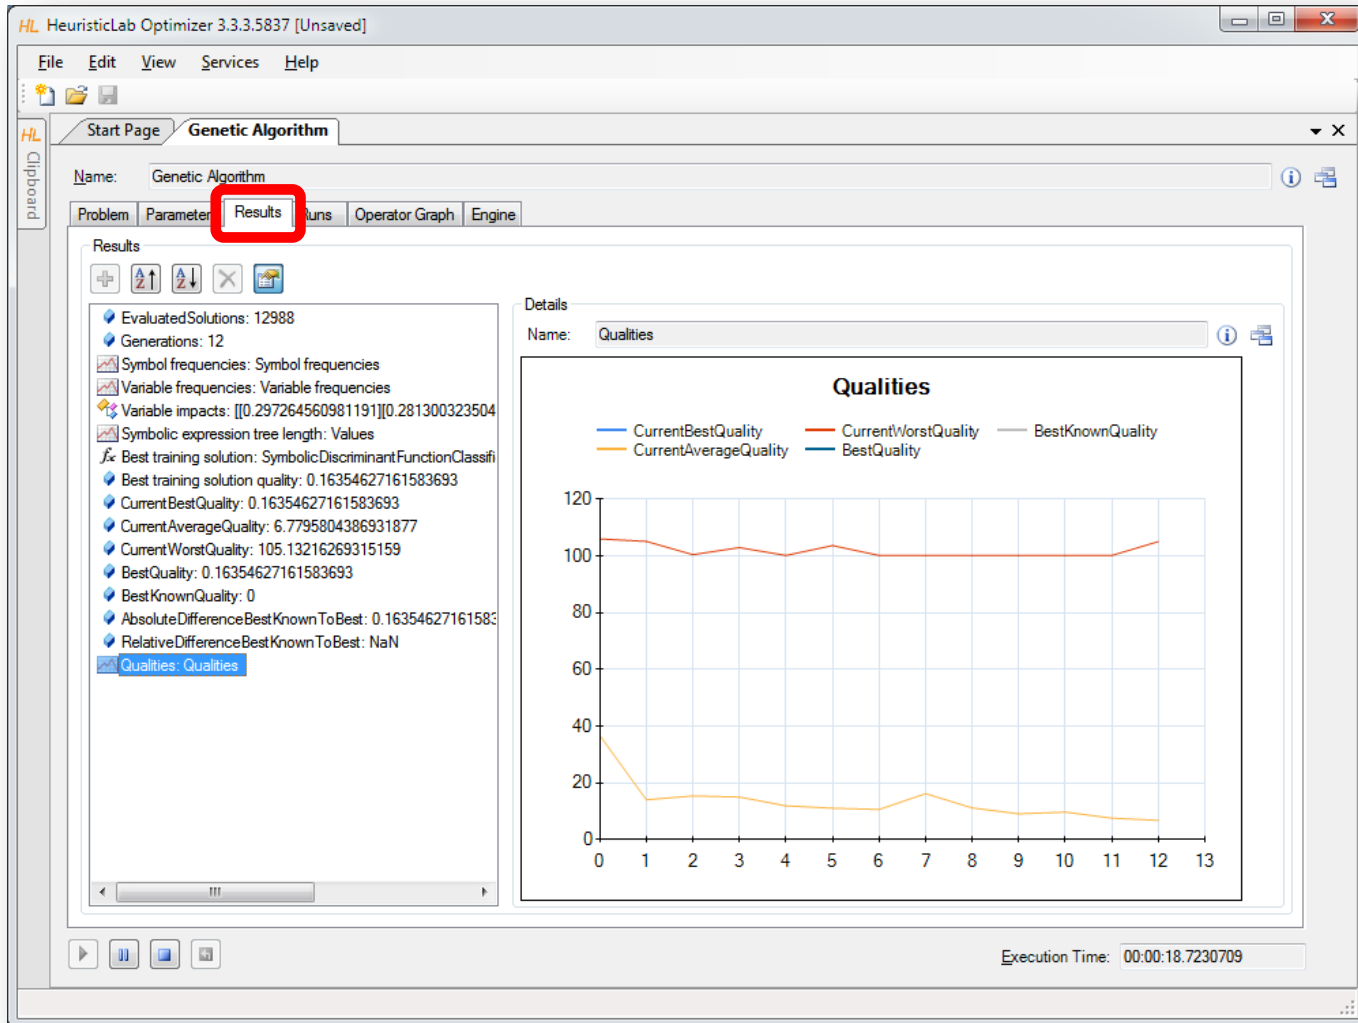 HL HeuristicLab Optimizer 3.3.3.5837 [Unsaved]
File Edit View Services Help
HL Clipboard
Start Page Genetic Algorithm
Name: Genetic Algorithm
Problem Parameter Results Runs Operator Graph Engine
Results
EvaluatedSolutions: 12988
Generations: 12
Symbol frequencies: Symbol frequencies
Variable frequencies: Variable frequencies
Variable impacts: [[0.297264560981191][0.281300323504
Symbolic expression tree length: Values
Best training solution: SymbolicDiscriminantFunctionClassifi
Best training solution quality: 0.16354627161583693
CurrentBestQuality: 0.16354627161583693
CurrentAverageQuality: 6.7795804386931877
CurrentWorstQuality: 105.13216269315159
BestQuality: 0.16354627161583693
BestKnownQuality: 0
AbsoluteDifferenceBestKnownToBest: 0.1635462716158
RelativeDifferenceBestKnownToBest: NaN
Qualities: Qualities
Details
Name: Qualities
Qualities
CurrentBestQuality CurrentWorstQuality BestKnownQuality
CurrentAverageQuality BestQuality
120
100
80
60
40
20
0
0 1 2 3 4 5 6 7 8 9 10 11 12 13
Execution Time: 00:00:18.7230709